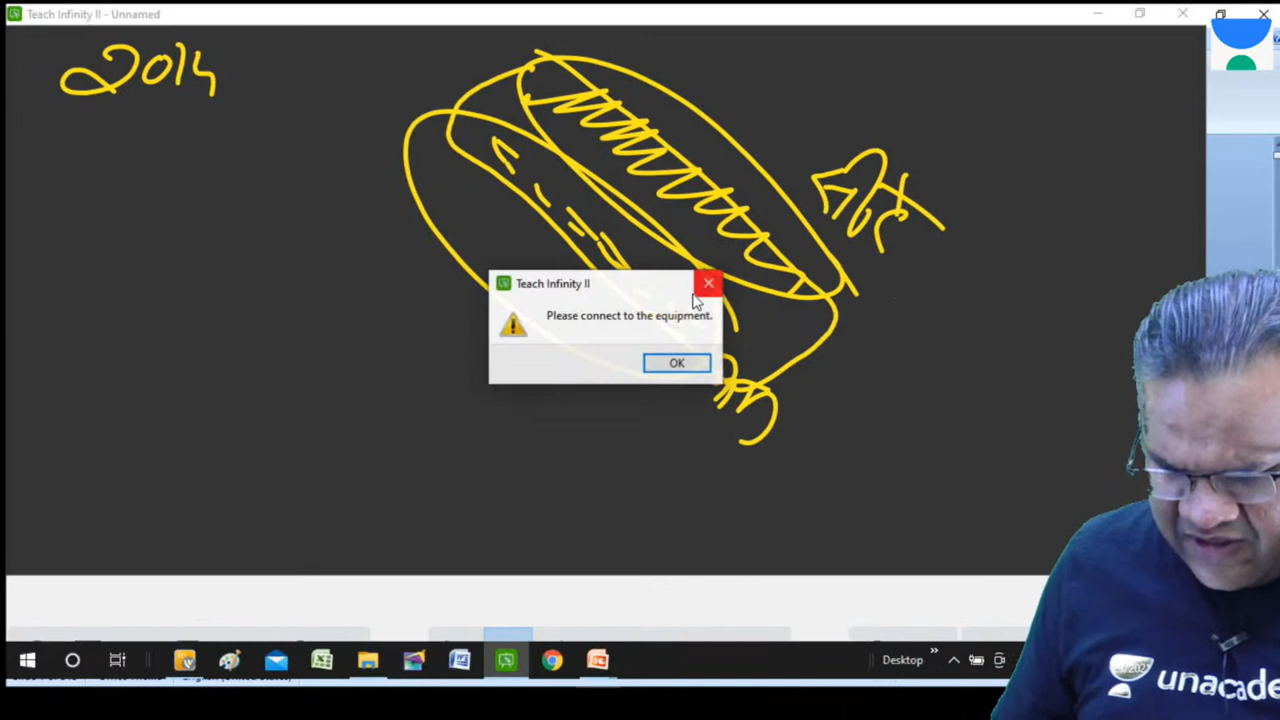 Teach Infinity II - Unnamed
2014
Teach Infinity II
Please connect to the equipment.
OK
Desktop
unacade